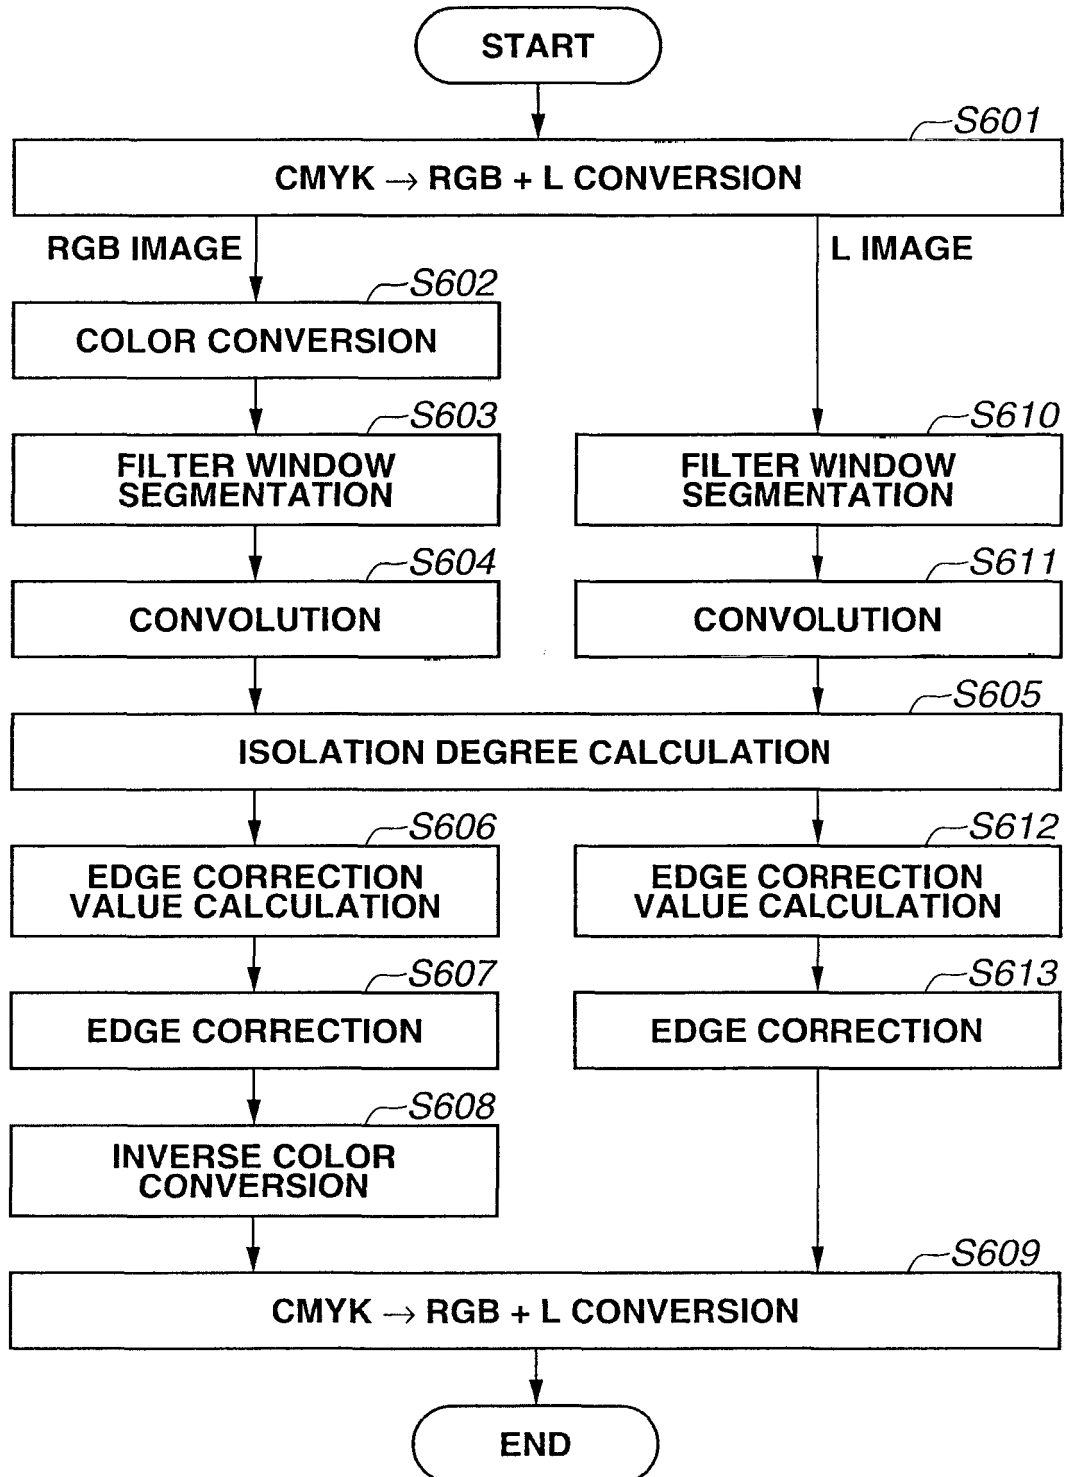 START
S601
CMYK → RGB + L CONVERSION
RGB IMAGE
L IMAGE
S602
COLOR CONVERSION
S603
FILTER WINDOW
SEGMENTATION
S610
FILTER WINDOW
SEGMENTATION
S604
CONVOLUTION
S611
CONVOLUTION
S605
ISOLATION DEGREE CALCULATION
S606
EDGE CORRECTION
VALUE CALCULATION
S612
EDGE CORRECTION
VALUE CALCULATION
S607
EDGE CORRECTION
S613
EDGE CORRECTION
S608
INVERSE COLOR
CONVERSION
S609
CMYK → RGB + L CONVERSION
END